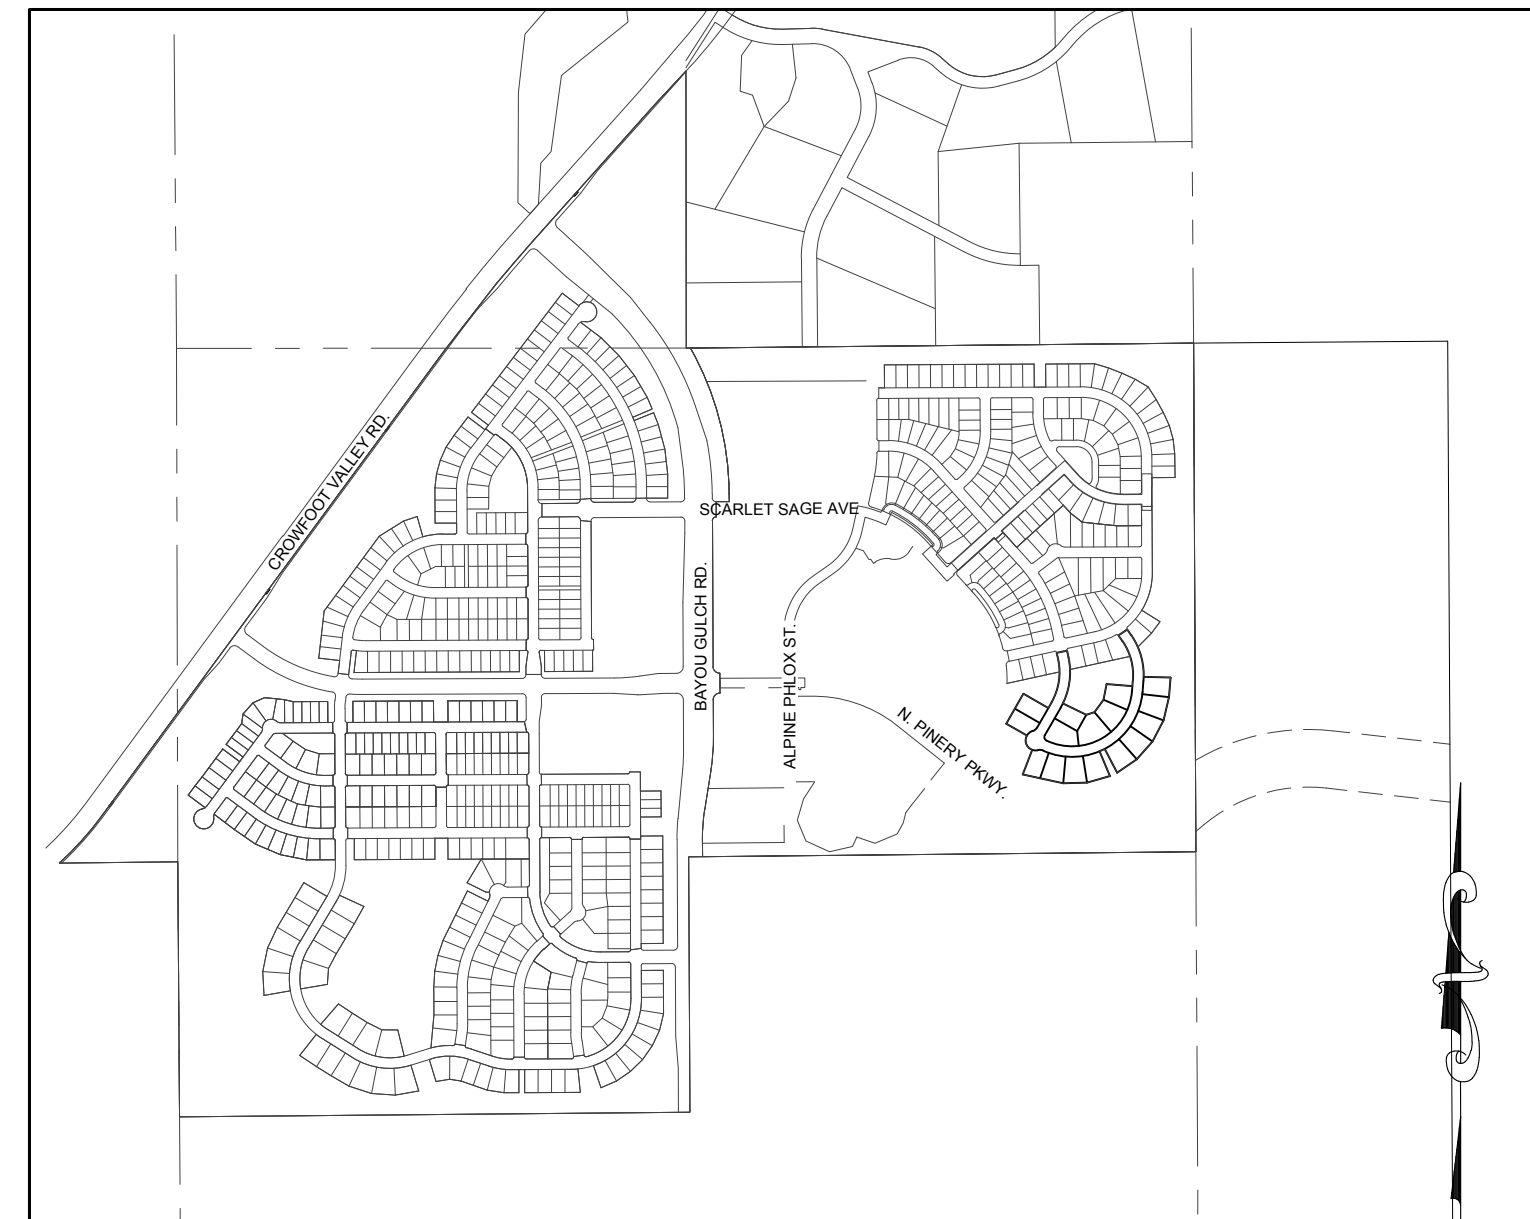 CROWFOOT VALLEY RD.
SCARLET SAGE AVE
BAYOU GULCH RD.
ALPINE PHLOX ST.
N. PINERY PKWY.